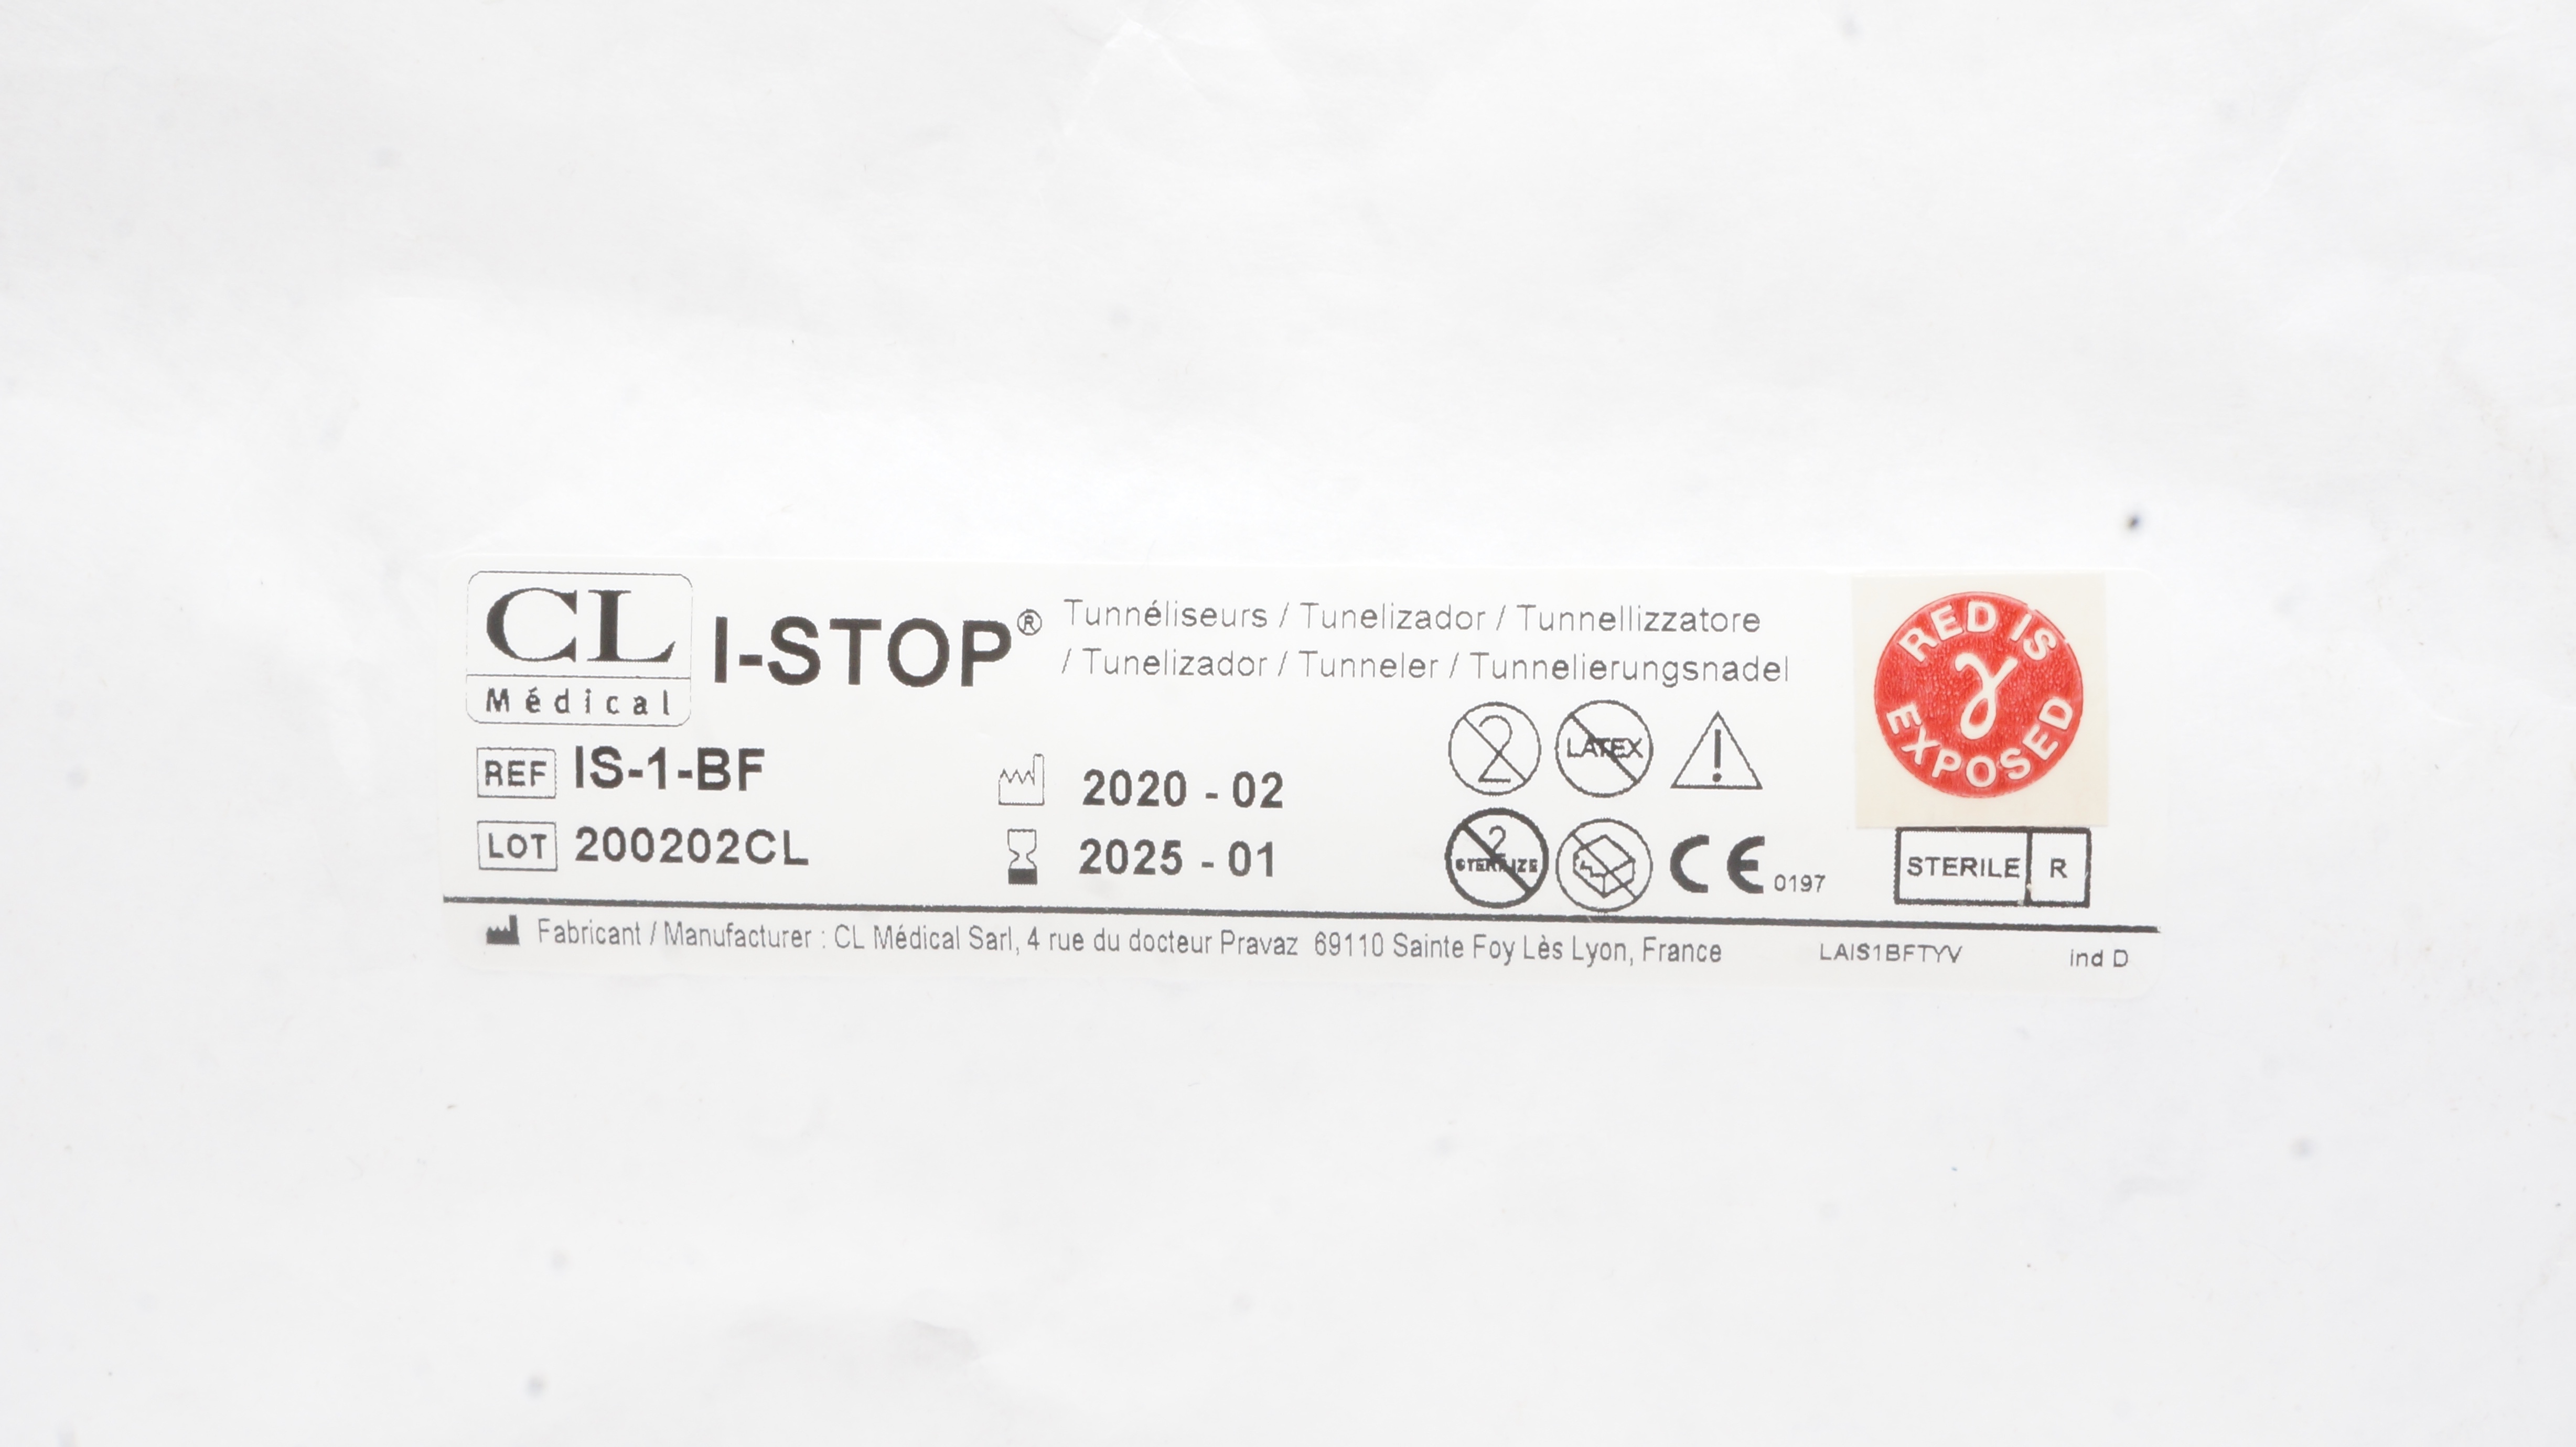 CL
Médical
I-STOP®
Tunnéliseurs / Tunelizador / Tunnellizzatore
/ Tunelizador / Tunneler / Tunnelierungsnadel
REF IS-1-BF
LOT 200202CL
2020 - 02
2025 - 01
2
LATEX
!
2
STERILIZE
CE 0197
RED IS
γ
EXPOSED
STERILE R
Fabricant / Manufacturer : CL Médical Sarl, 4 rue du docteur Pravaz 69110 Sainte Foy Lès Lyon, France
LAIS1BFTYV
ind D